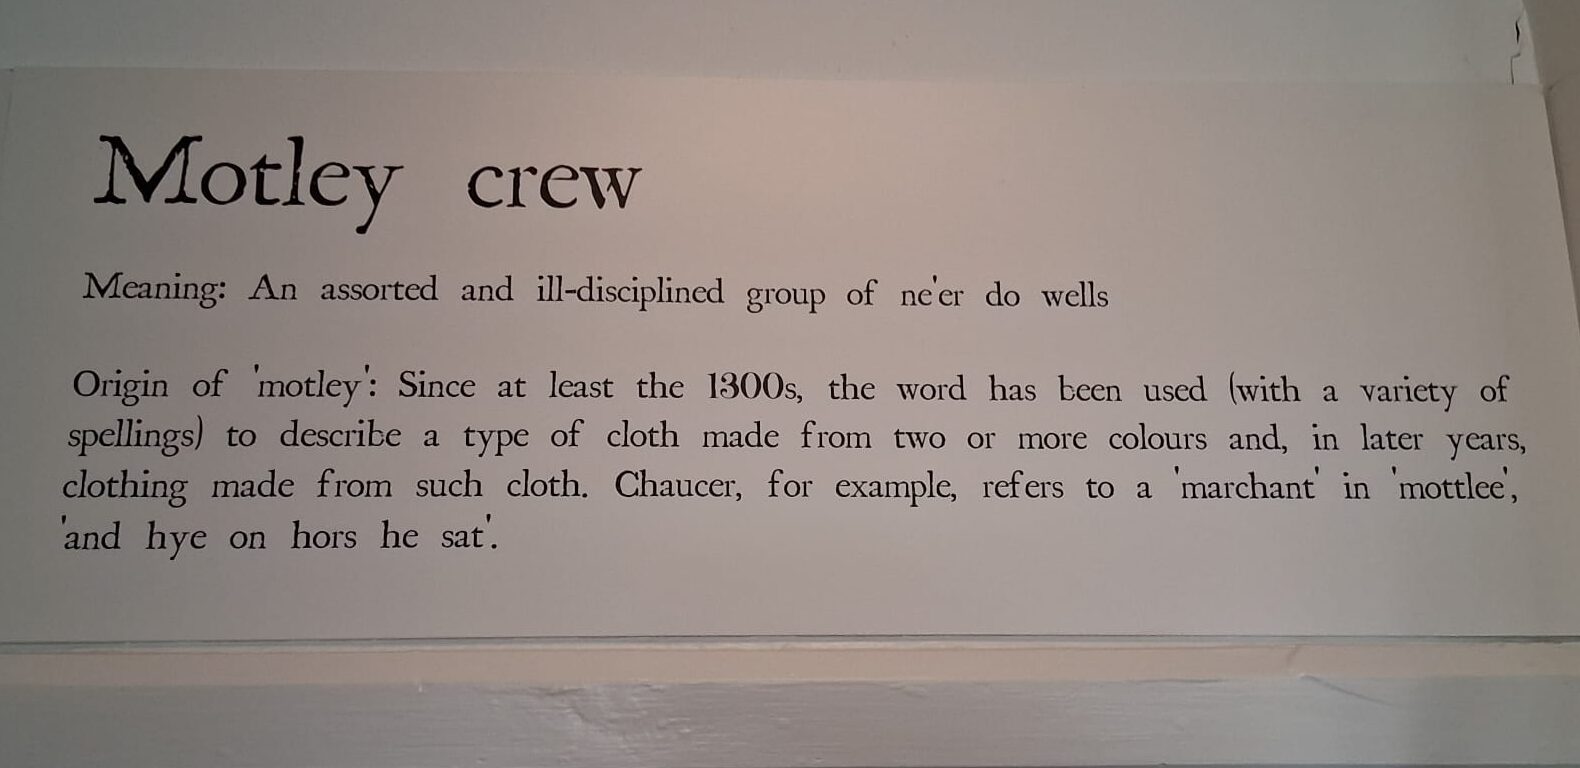 Motley crew
Meaning: An assorted and ill-disciplined group of ne'er do wells
Origin of 'motley': Since at least the 1300s, the word has been used (with a variety of
spellings) to describe a type of cloth made from two or more colours and, in later years,
clothing made from such cloth. Chaucer, for example, refers to a 'marchant' in 'mottlee',
'and hye on hors he sat'.